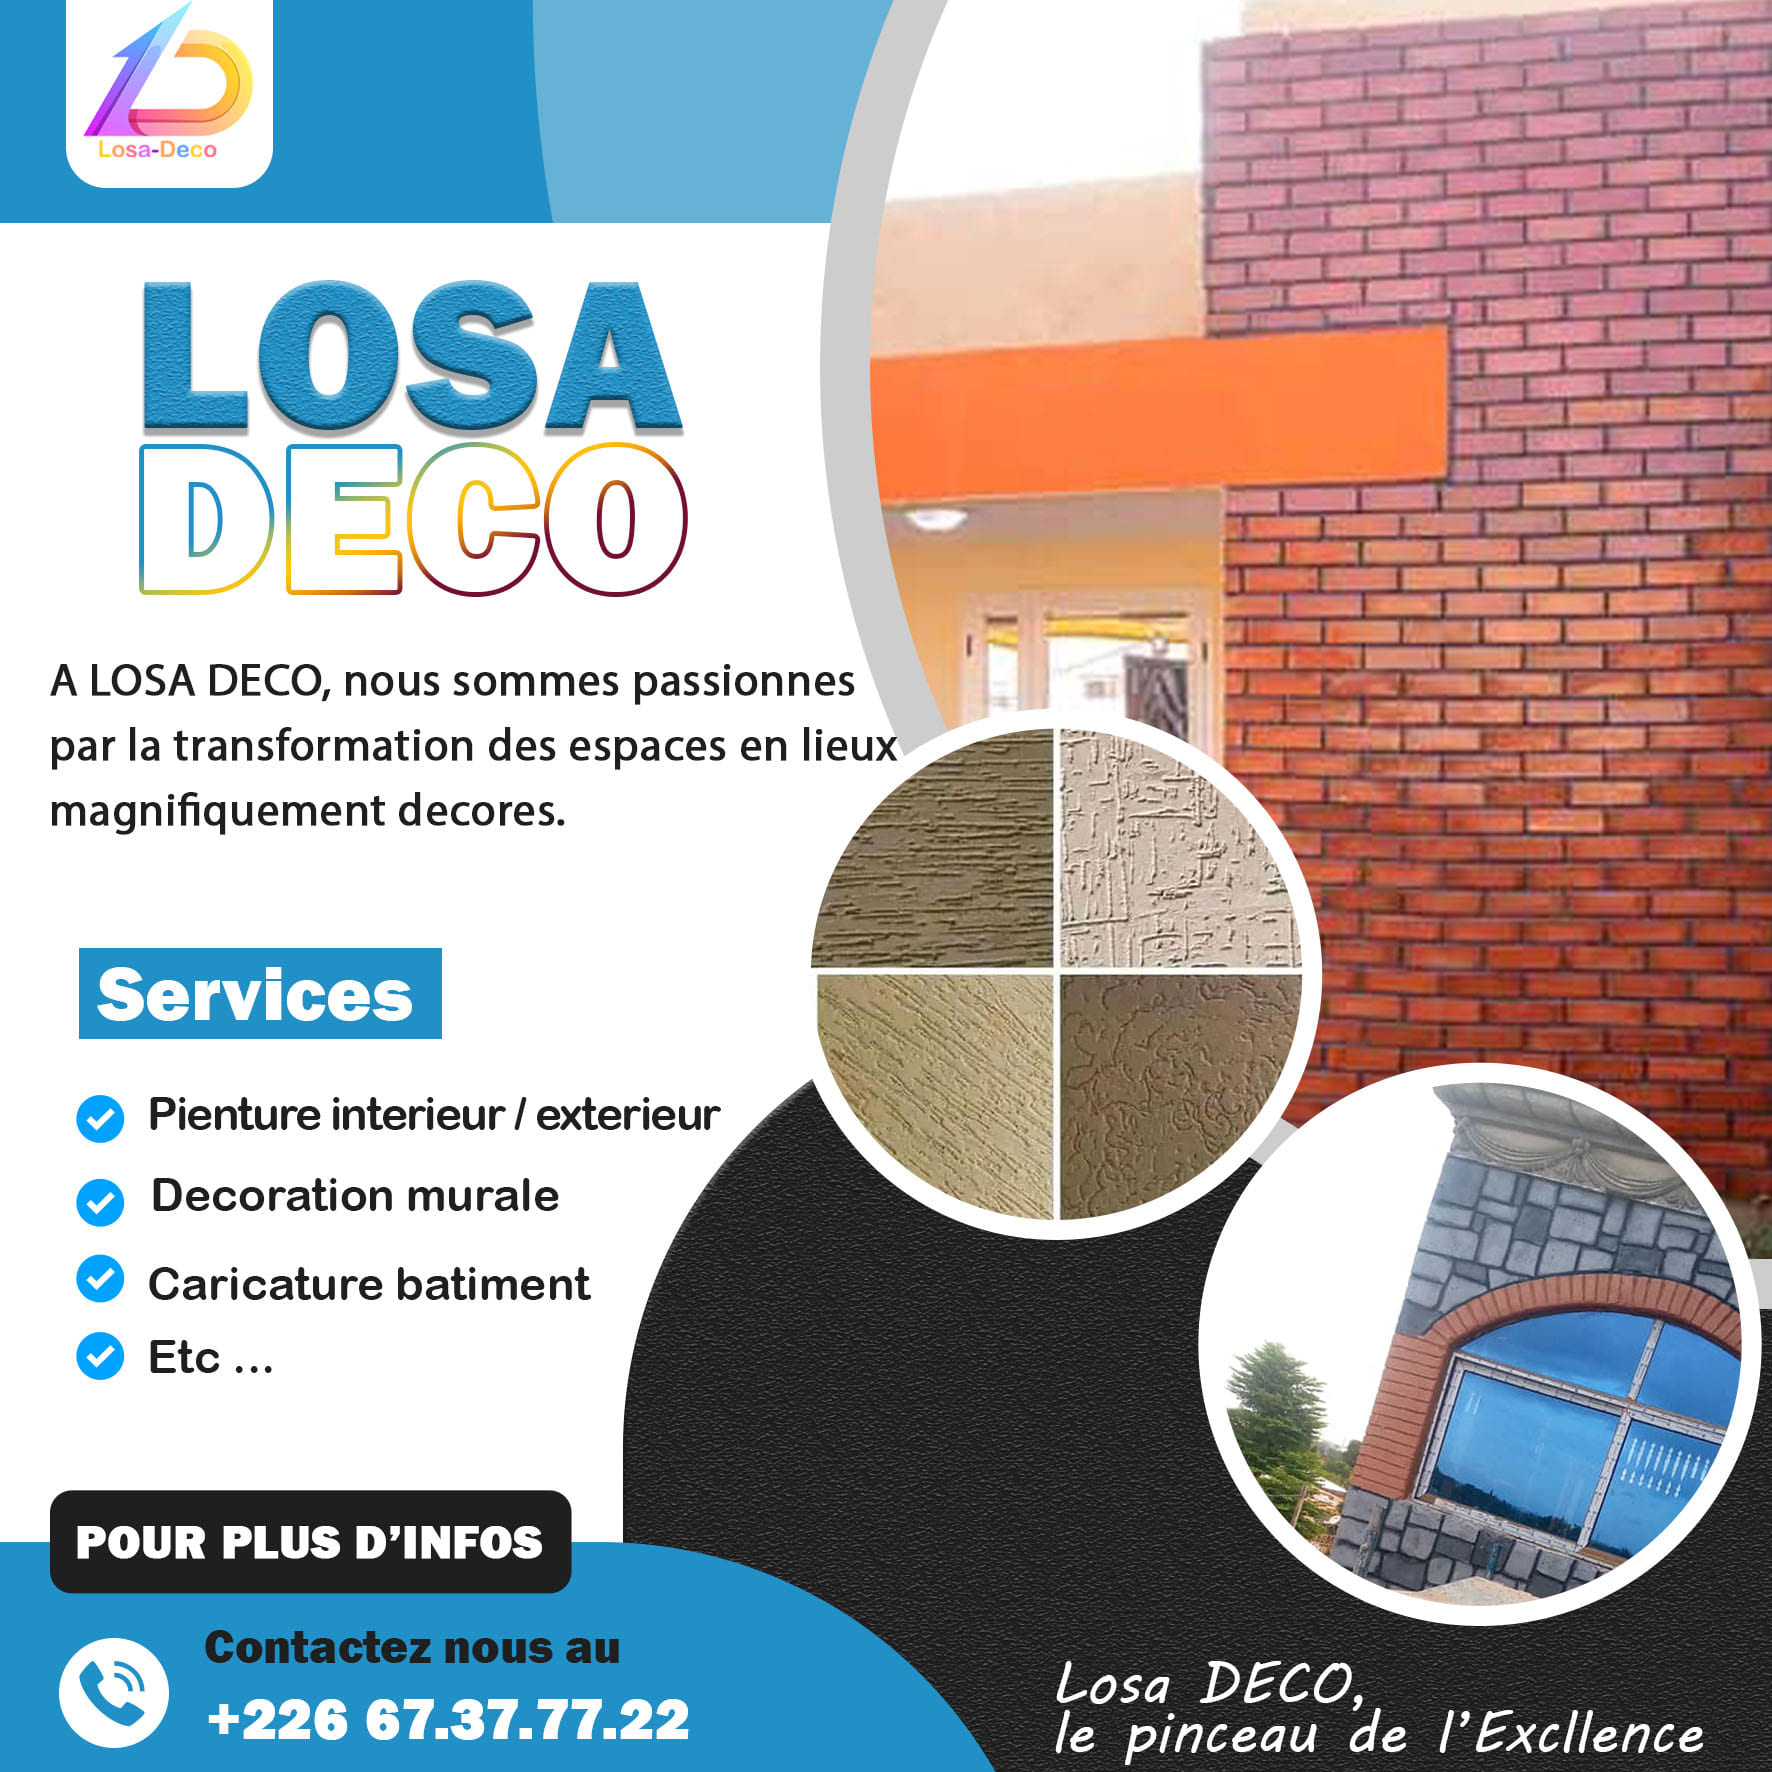 Losa-Deco
LOSA
DECO
A LOSA DECO, nous sommes passionnes
par la transformation des espaces en lieux
magnifiquement decores.
Services
Pienture interieur / exterieur
Decoration murale
Caricature batiment
Etc ...
POUR PLUS D'INFOS
Contactez nous au
+226 67.37.77.22
Losa DECO,
le pinceau de l'Excllence